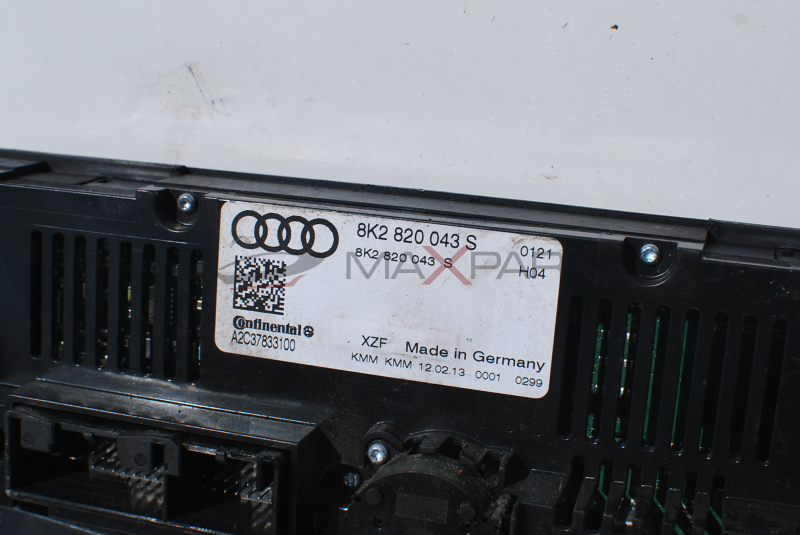 8K2 820 043 S
8K2 820 043 S
0121
H04
MAXPAR
Continental
A2C37833100
XZF Made in Germany
KMM KMM 12.02.13 0001 0299